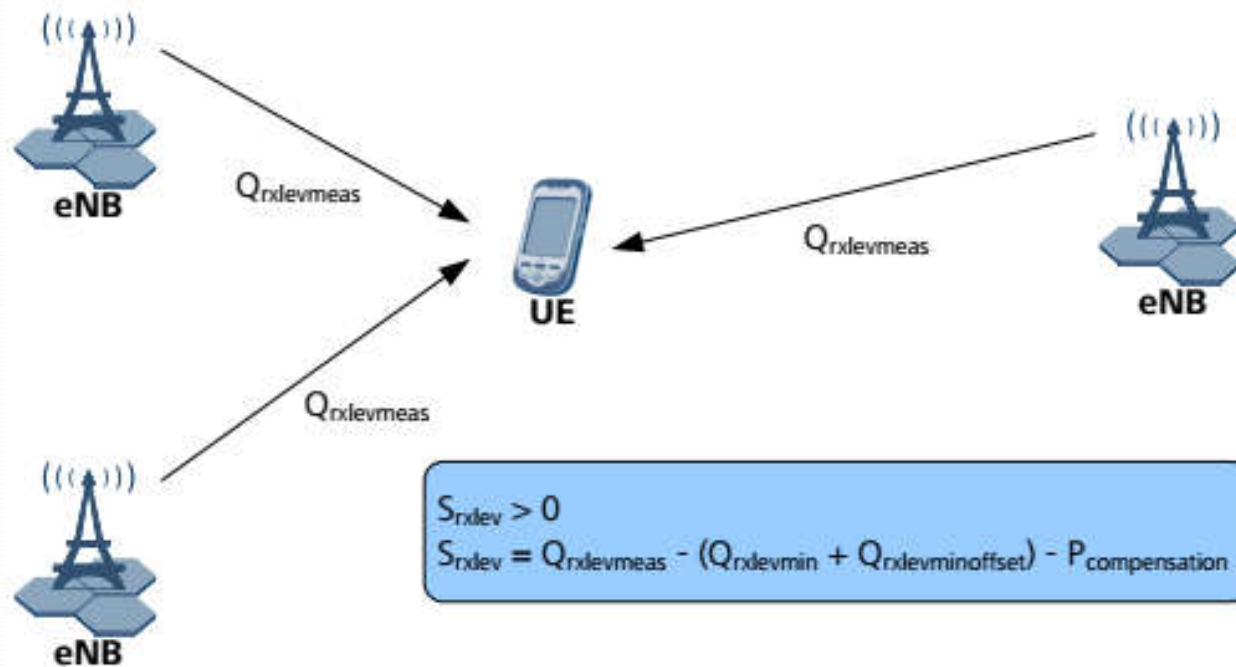 eNB
Qrxlevmeas
eNB
Qrxlevmeas
UE
eNB
Qrxlevmeas
Srxlev > 0
Srxlev = Qrxlevmeas - (Qrxlevmin + Qrxlevminoffset) - Pcompensation
eNB